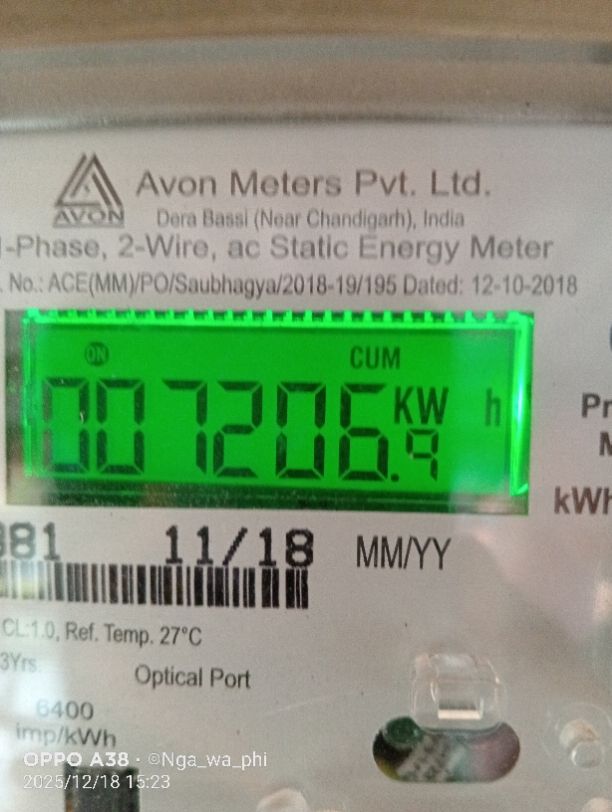 Avon Meters Pvt. Ltd.
AVON
Dera Bassi (Near Chandigarh), India
-Phase, 2-Wire, ac Static Energy Meter
. No.: ACE(MM)/PO/Saubhagya/2018-19/195 Dated: 12-10-2018
ON CUM
007206.9 KW h
Pr
kWh
381 11/18 MM/YY
CL:1.0, Ref. Temp. 27°C
3Yrs.
Optical Port
6400
imp/kWh
OPPO A38 · ©Nga_wa_phi
2025/12/18 15:23